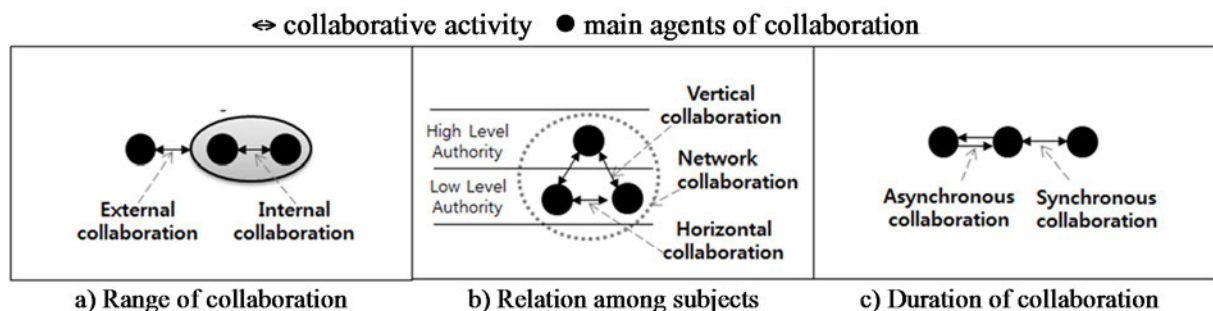 ⇔ collaborative activity ● main agents of collaboration
External
collaboration
Internal
collaboration
a) Range of collaboration
High Level
Authority
Low Level
Authority
Vertical
collaboration
Network
collaboration
Horizontal
collaboration
b) Relation among subjects
Asynchronous
collaboration
Synchronous
collaboration
c) Duration of collaboration